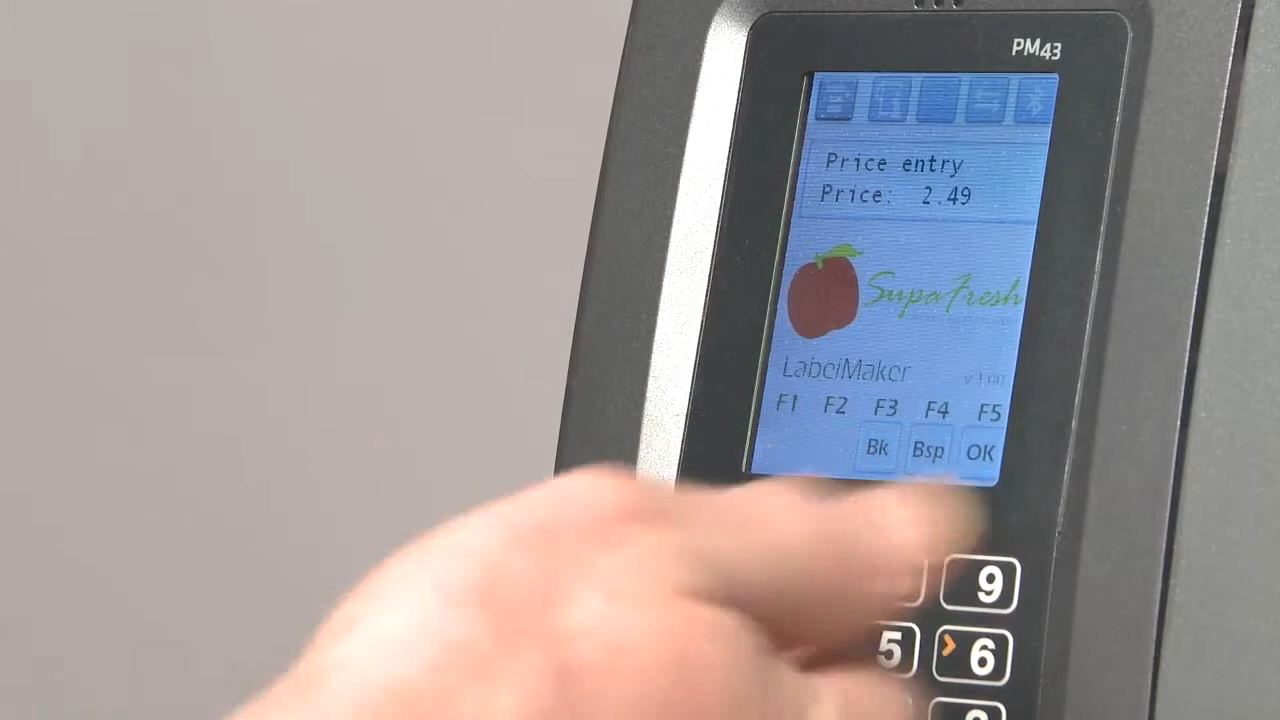 PM43
Price entry
Price: 2.49
SupaFresh
LabelMaker
F1 F2 F3 F4 F5
Bk Bsp OK
9
5 6